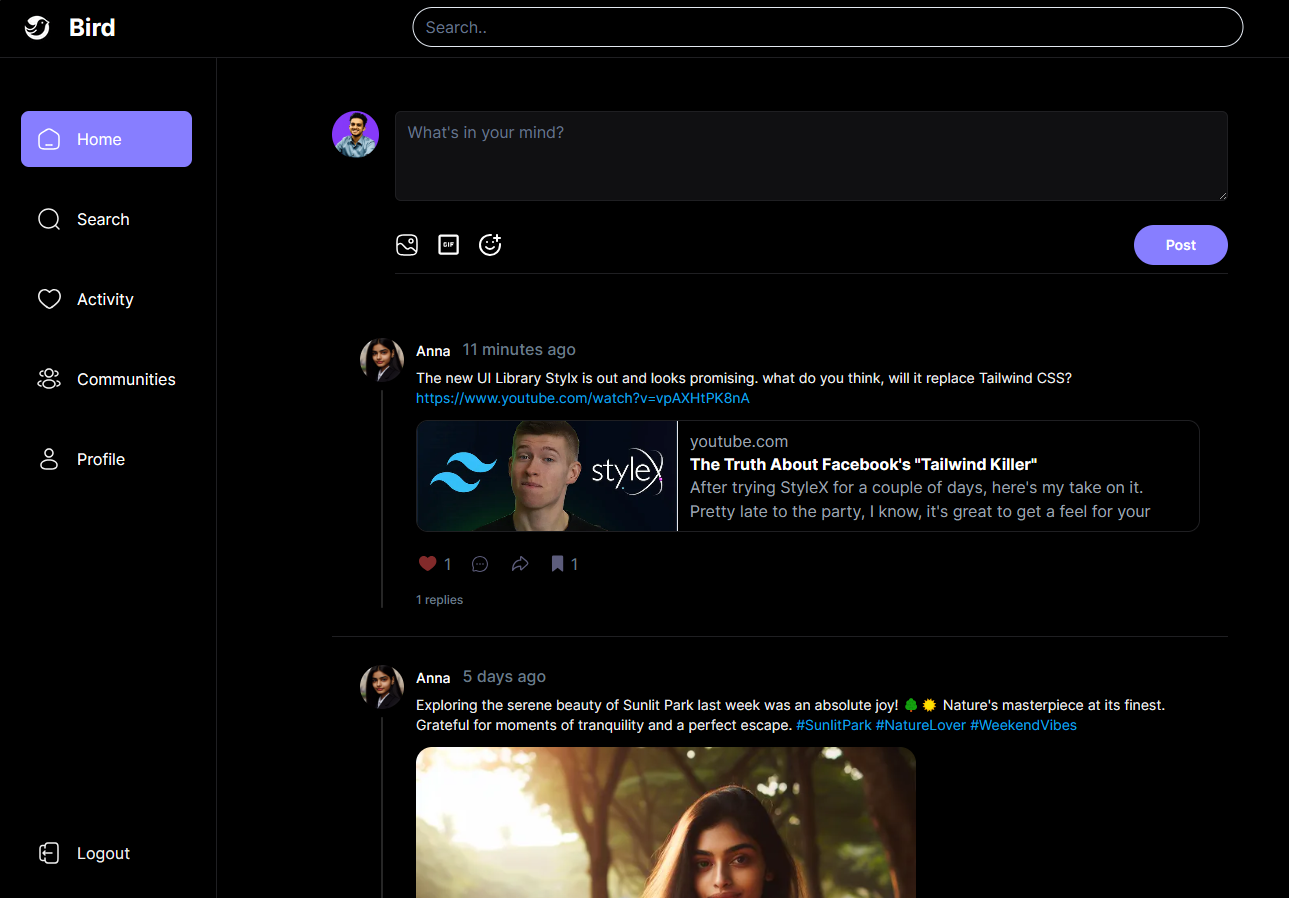 Bird
Search..
Home
Search
Activity
Communities
Profile
Logout
What's in your mind?
GIF
Post
Anna 11 minutes ago
The new UI Library Stylx is out and looks promising. what do you think, will it replace Tailwind CSS?
https://www.youtube.com/watch?v=vpAXHtPK8nA
styleX
youtube.com
The Truth About Facebook's "Tailwind Killer"
After trying StyleX for a couple of days, here's my take on it.
Pretty late to the party, I know, it's great to get a feel for your
1 1
1 replies
Anna 5 days ago
Exploring the serene beauty of Sunlit Park last week was an absolute joy! 🌳 ☀️ Nature's masterpiece at its finest.
Grateful for moments of tranquility and a perfect escape. #SunlitPark #NatureLover #WeekendVibes